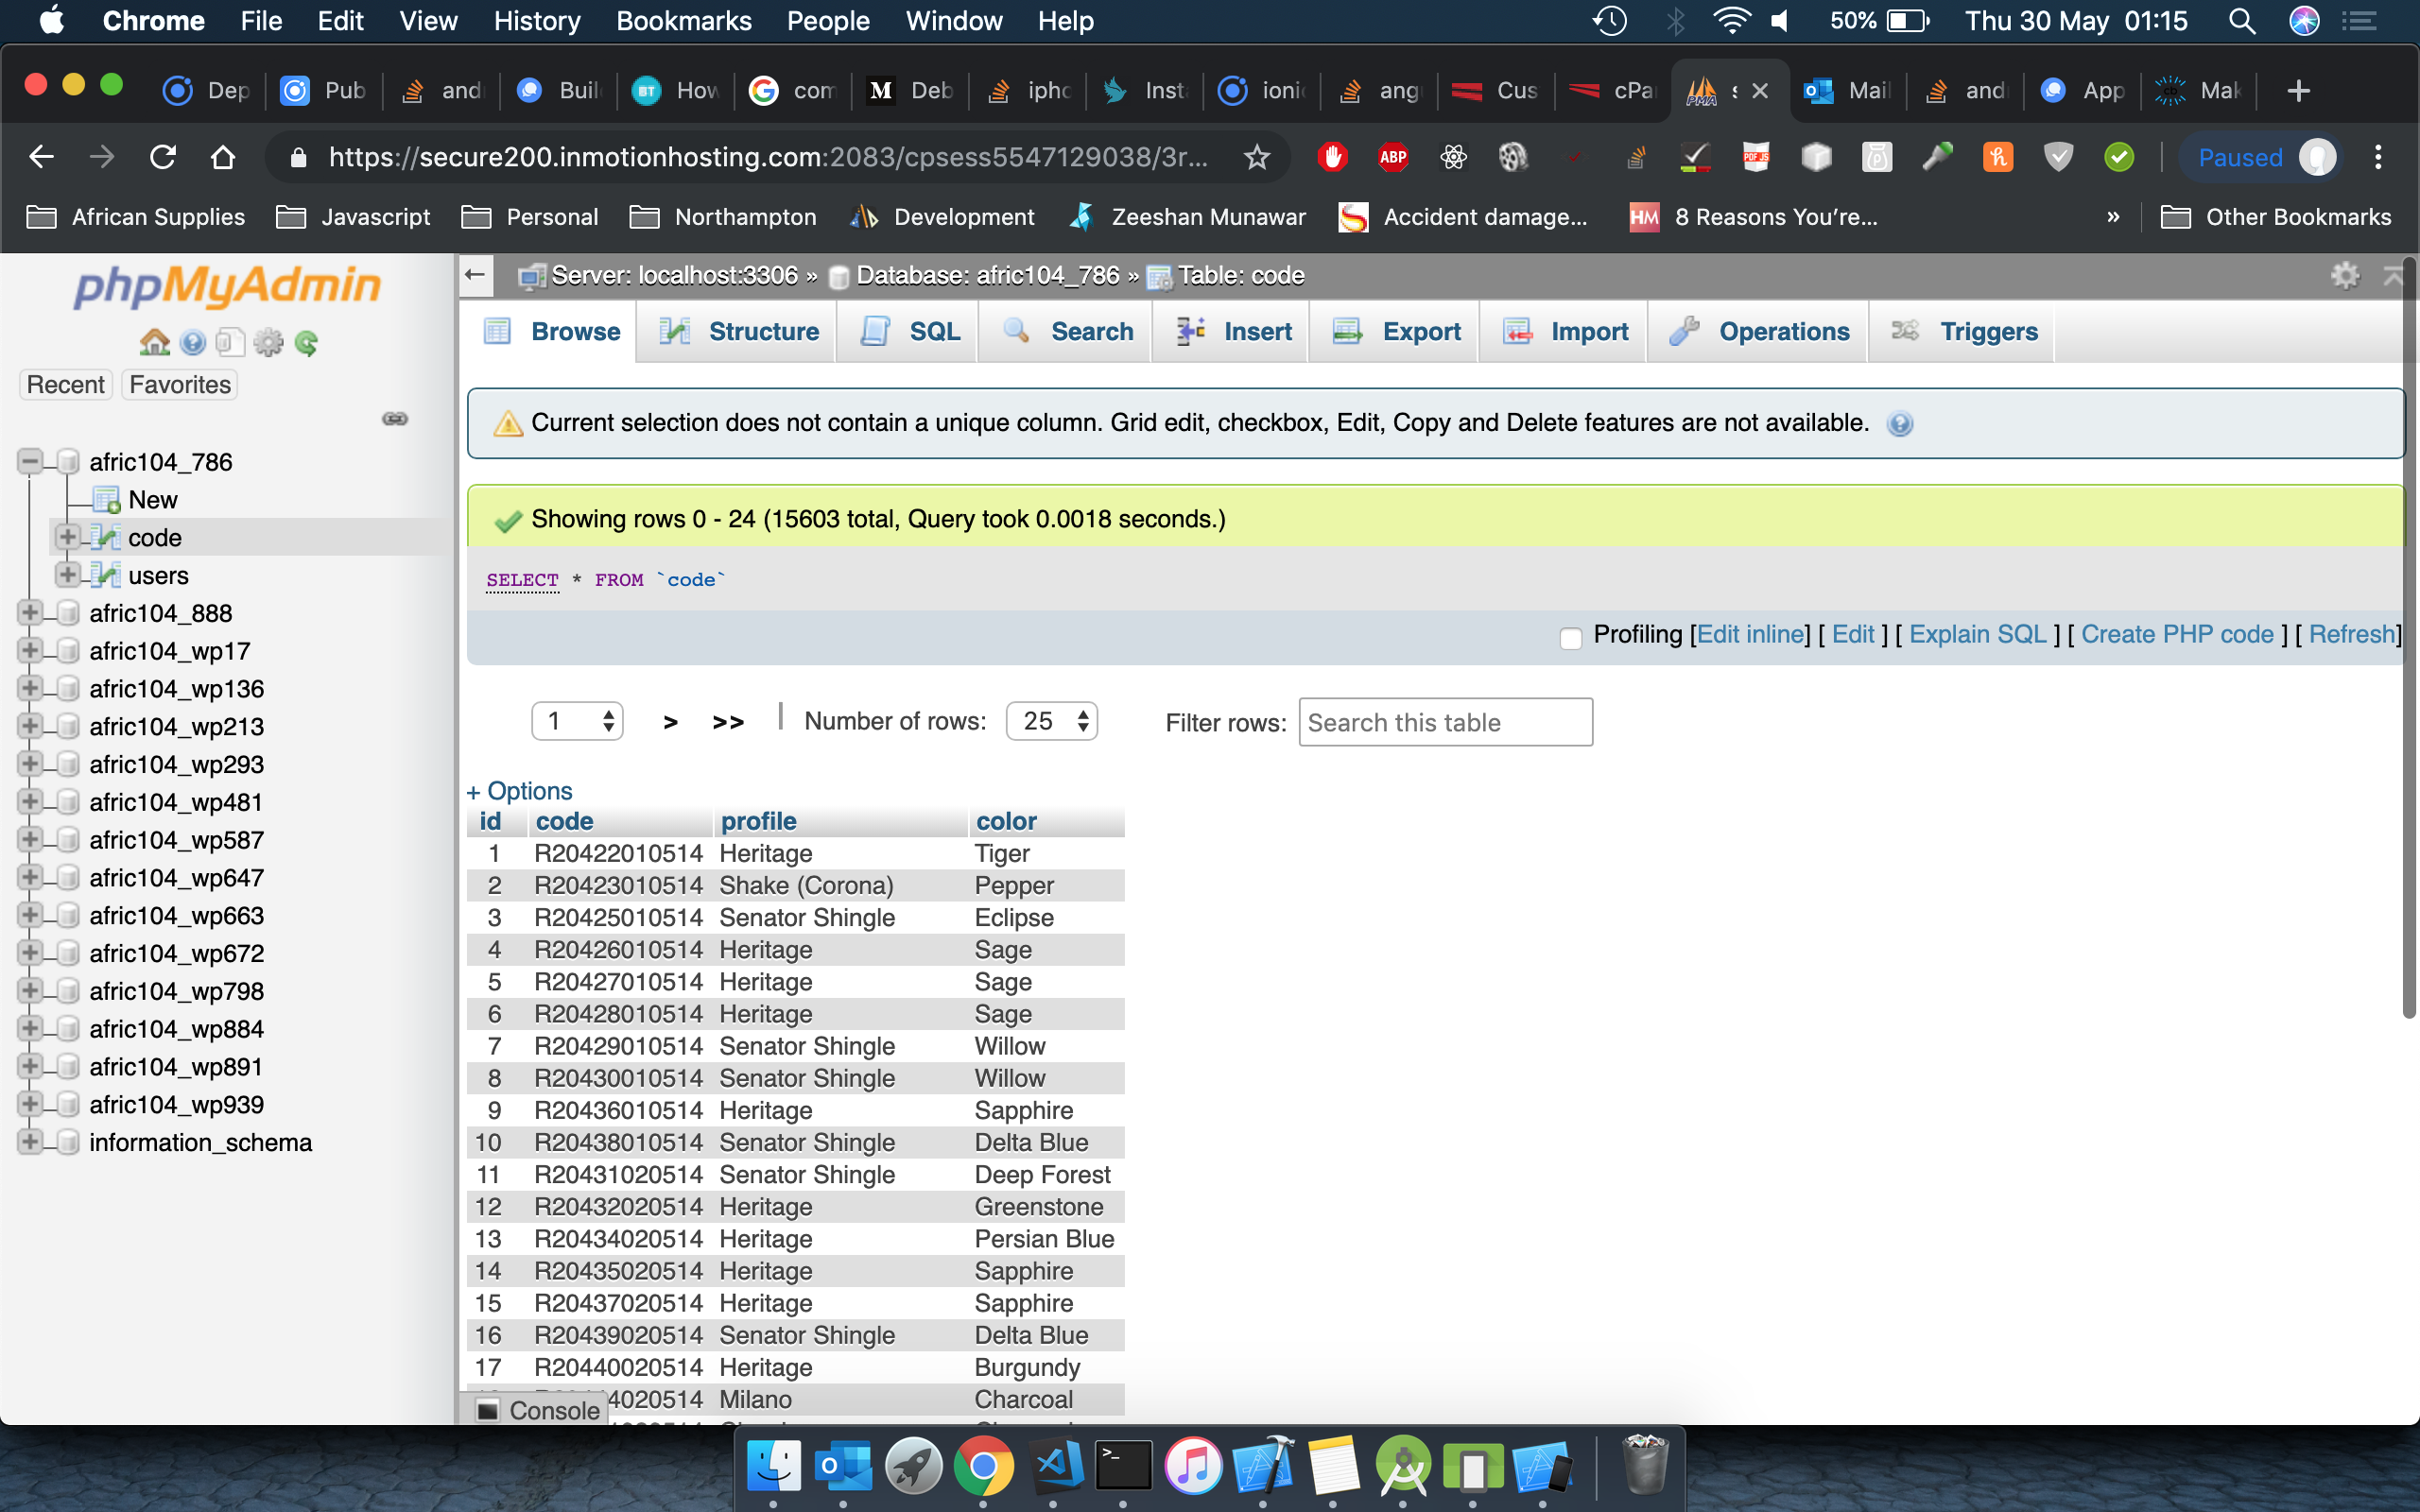 Chrome File Edit View History Bookmarks People Window Help 50% Thu 30 May 01:15
Dep Pub and Buil How com Deb ipho Inst ionic ang Cus cPa s Mail and App Mak
https://secure200.inmotionhosting.com:2083/cpsess5547129038/3r... ABP Paused
African Supplies Javascript Personal Northampton Development Zeeshan Munawar Accident damage... HM 8 Reasons You're... » Other Bookmarks
phpMyAdmin
Recent Favorites
afric104_786
New
code
users
afric104_888
afric104_wp17
afric104_wp136
afric104_wp213
afric104_wp293
afric104_wp481
afric104_wp587
afric104_wp647
afric104_wp663
afric104_wp672
afric104_wp798
afric104_wp884
afric104_wp891
afric104_wp939
information_schema
Server: localhost:3306 » Database: afric104_786 » Table: code
Browse Structure SQL Search Insert Export Import Operations Triggers
Current selection does not contain a unique column. Grid edit, checkbox, Edit, Copy and Delete features are not available.
Showing rows 0 - 24 (15603 total, Query took 0.0018 seconds.)
SELECT * FROM `code`
Profiling [Edit inline] [ Edit ] [ Explain SQL ] [ Create PHP code ] [ Refresh]
1 > >> | Number of rows: 25 Filter rows: Search this table
+ Options
id code profile color
1 R20422010514 Heritage Tiger
2 R20423010514 Shake (Corona) Pepper
3 R20425010514 Senator Shingle Eclipse
4 R20426010514 Heritage Sage
5 R20427010514 Heritage Sage
6 R20428010514 Heritage Sage
7 R20429010514 Senator Shingle Willow
8 R20430010514 Senator Shingle Willow
9 R20436010514 Heritage Sapphire
10 R20438010514 Senator Shingle Delta Blue
11 R20431020514 Senator Shingle Deep Forest
12 R20432020514 Heritage Greenstone
13 R20434020514 Heritage Persian Blue
14 R20435020514 Heritage Sapphire
15 R20437020514 Heritage Sapphire
16 R20439020514 Senator Shingle Delta Blue
17 R20440020514 Heritage Burgundy
4020514 Milano Charcoal
Console